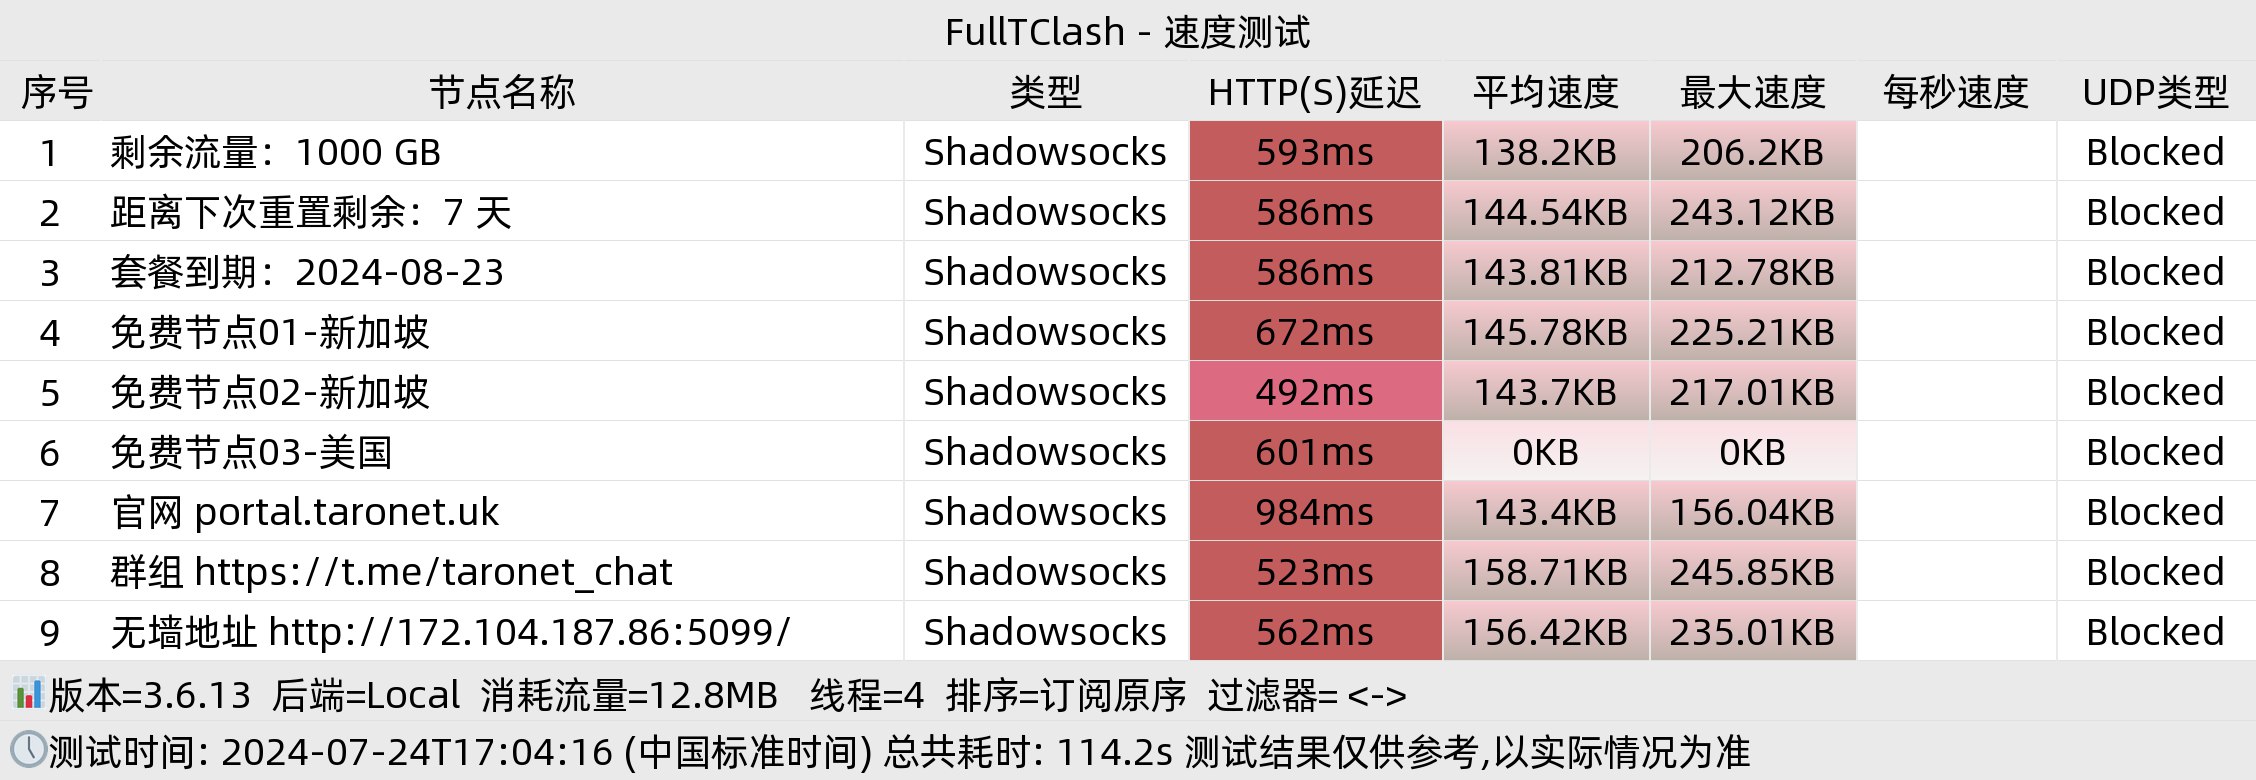 FullTClash - 速度测试
序号 节点名称 类型 HTTP(S)延迟 平均速度 最大速度 每秒速度 UDP类型
1 剩余流量：1000 GB Shadowsocks 593ms 138.2KB 206.2KB Blocked
2 距离下次重置剩余：7 天 Shadowsocks 586ms 144.54KB 243.12KB Blocked
3 套餐到期：2024-08-23 Shadowsocks 586ms 143.81KB 212.78KB Blocked
4 免费节点01-新加坡 Shadowsocks 672ms 145.78KB 225.21KB Blocked
5 免费节点02-新加坡 Shadowsocks 492ms 143.7KB 217.01KB Blocked
6 免费节点03-美国 Shadowsocks 601ms 0KB 0KB Blocked
7 官网 portal.taronet.uk Shadowsocks 984ms 143.4KB 156.04KB Blocked
8 群组 https://t.me/taronet_chat Shadowsocks 523ms 158.71KB 245.85KB Blocked
9 无墙地址 http://172.104.187.86:5099/ Shadowsocks 562ms 156.42KB 235.01KB Blocked
版本=3.6.13 后端=Local 消耗流量=12.8MB 线程=4 排序=订阅原序 过滤器= <->
测试时间: 2024-07-24T17:04:16 (中国标准时间) 总共耗时: 114.2s 测试结果仅供参考,以实际情况为准